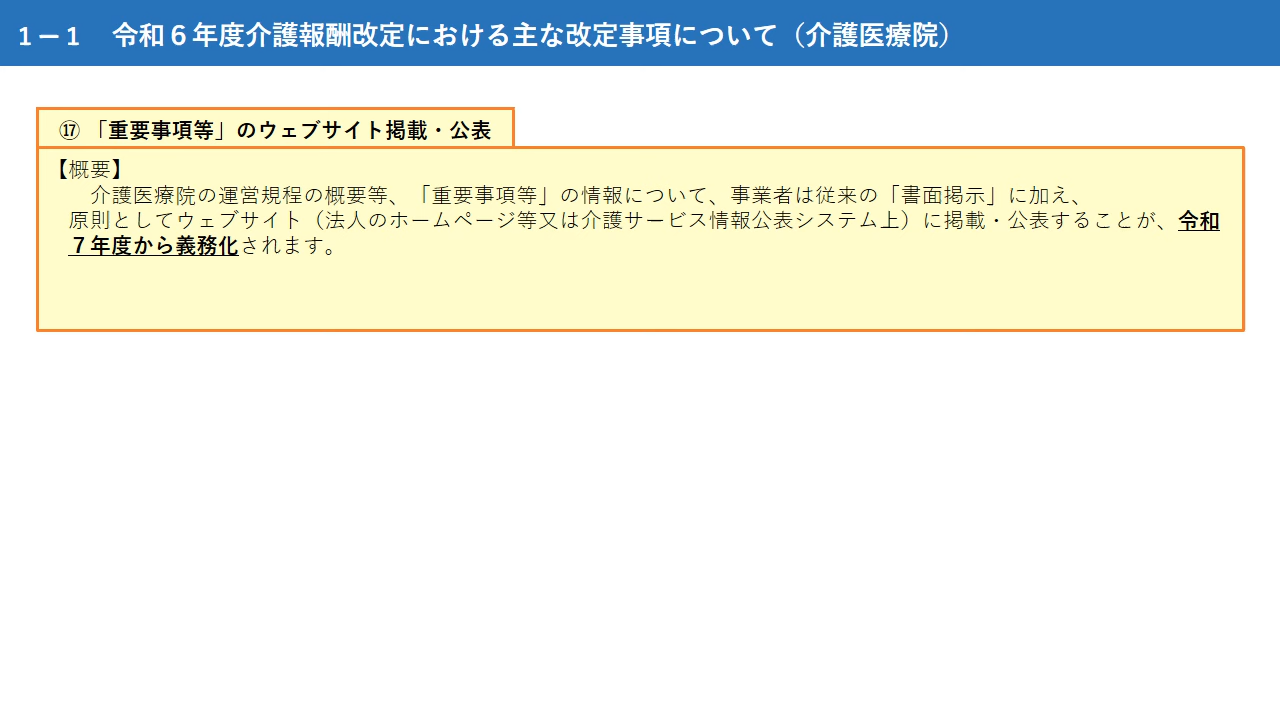 1－1　令和６年度介護報酬改定における主な改定事項について（介護医療院）
⑰ 「重要事項等」のウェブサイト掲載・公表
【概要】
　介護医療院の運営規程の概要等、「重要事項等」の情報について、事業者は従来の「書面掲示」に加え、
原則としてウェブサイト（法人のホームページ等又は介護サービス情報公表システム上）に掲載・公表することが、令和
７年度から義務化されます。